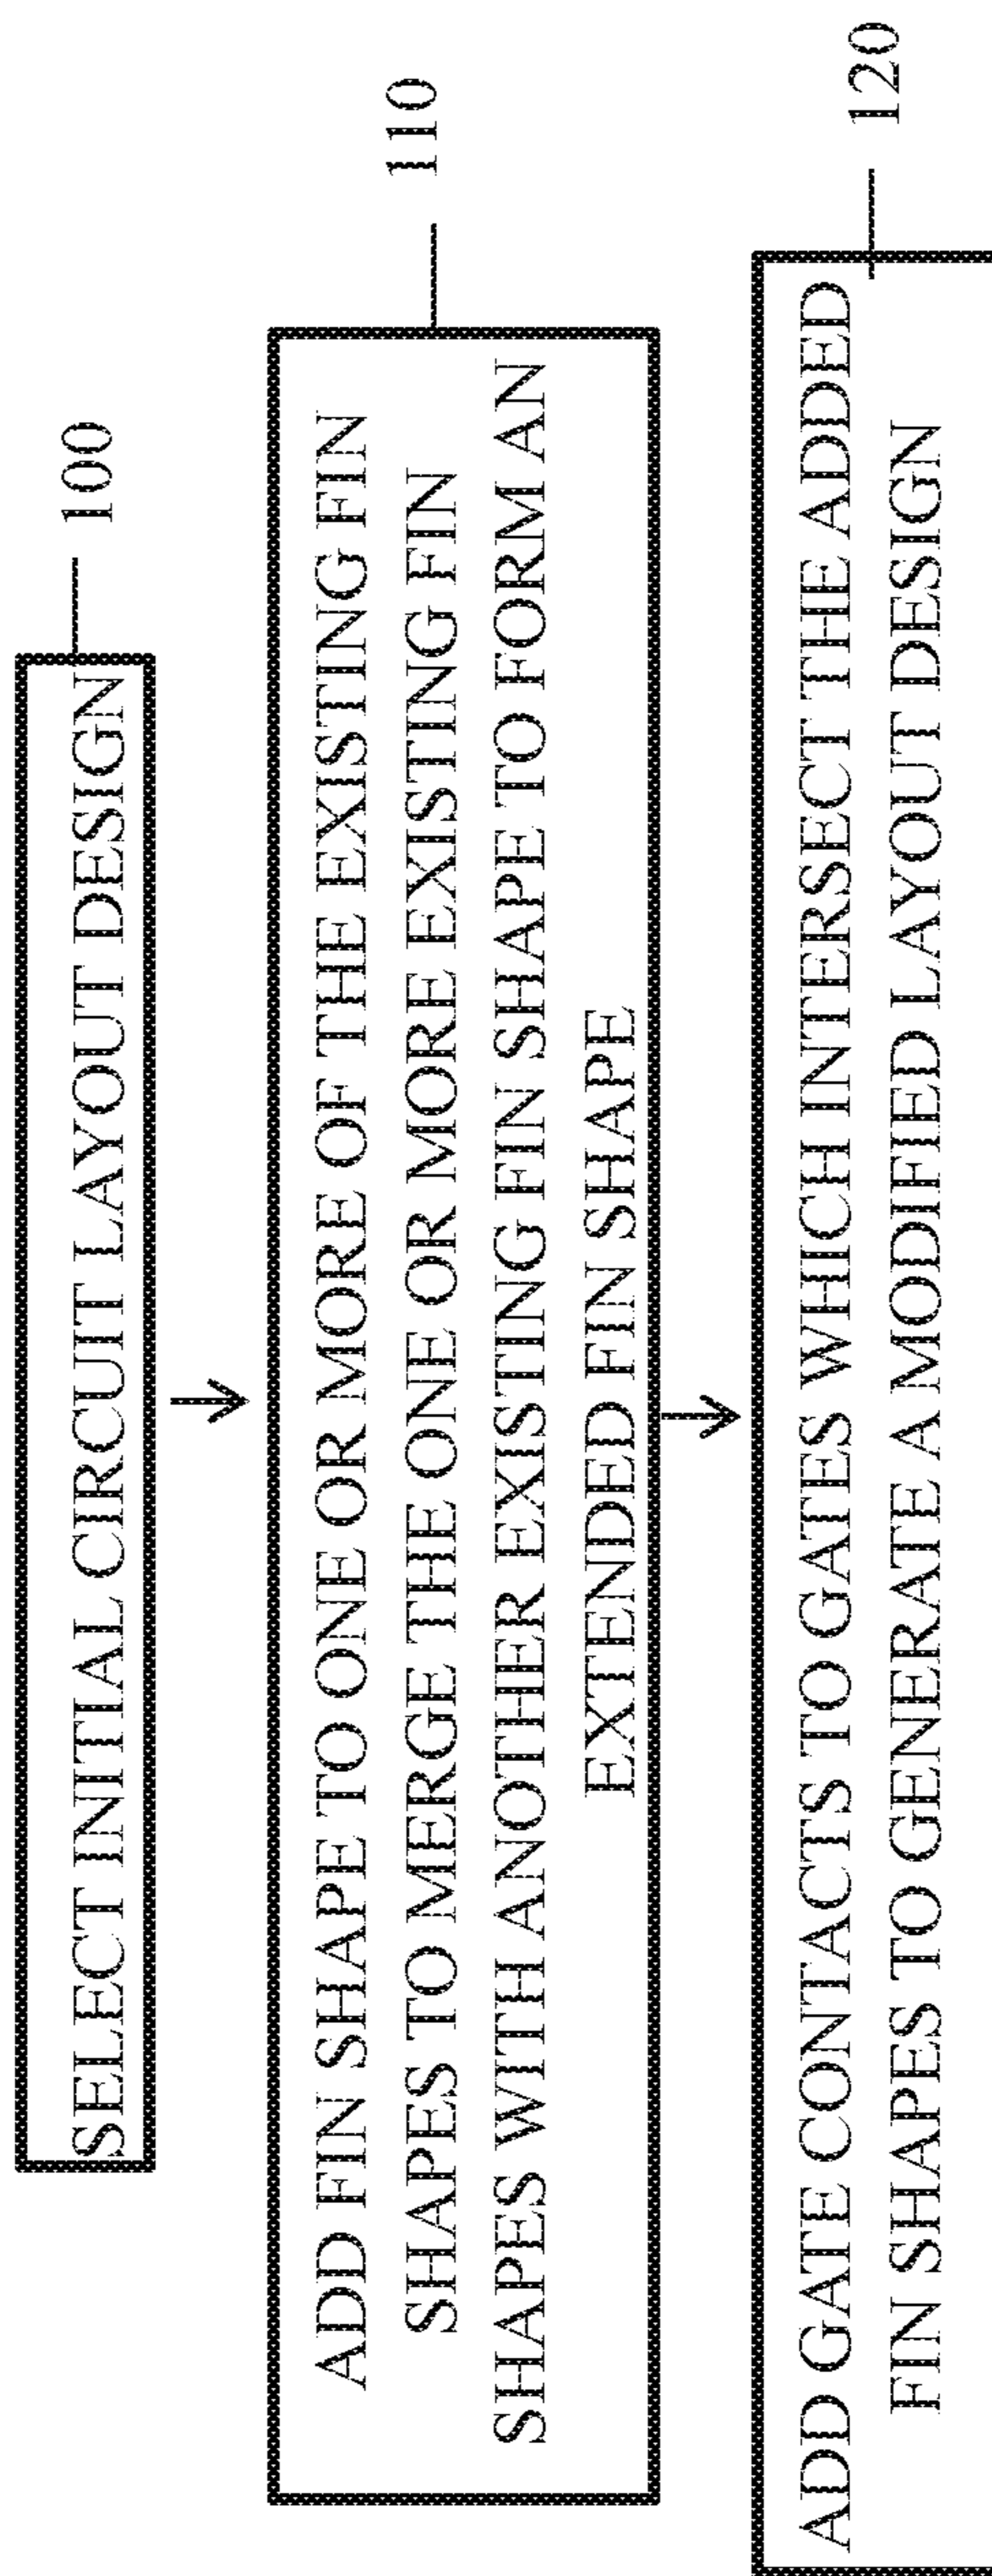 SELECT INITIAL CIRCUIT LAYOUT DESIGN
100
ADD FIN SHAPE TO ONE OR MORE OF THE EXISTING FIN
SHAPES TO MERGE THE ONE OR MORE EXISTING FIN
SHAPES WITH ANOTHER EXISTING FIN SHAPE TO FORM AN
EXTENDED FIN SHAPE
110
ADD GATE CONTACTS TO GATES WHICH INTERSECT THE ADDED
FIN SHAPES TO GENERATE A MODIFIED LAYOUT DESIGN
120